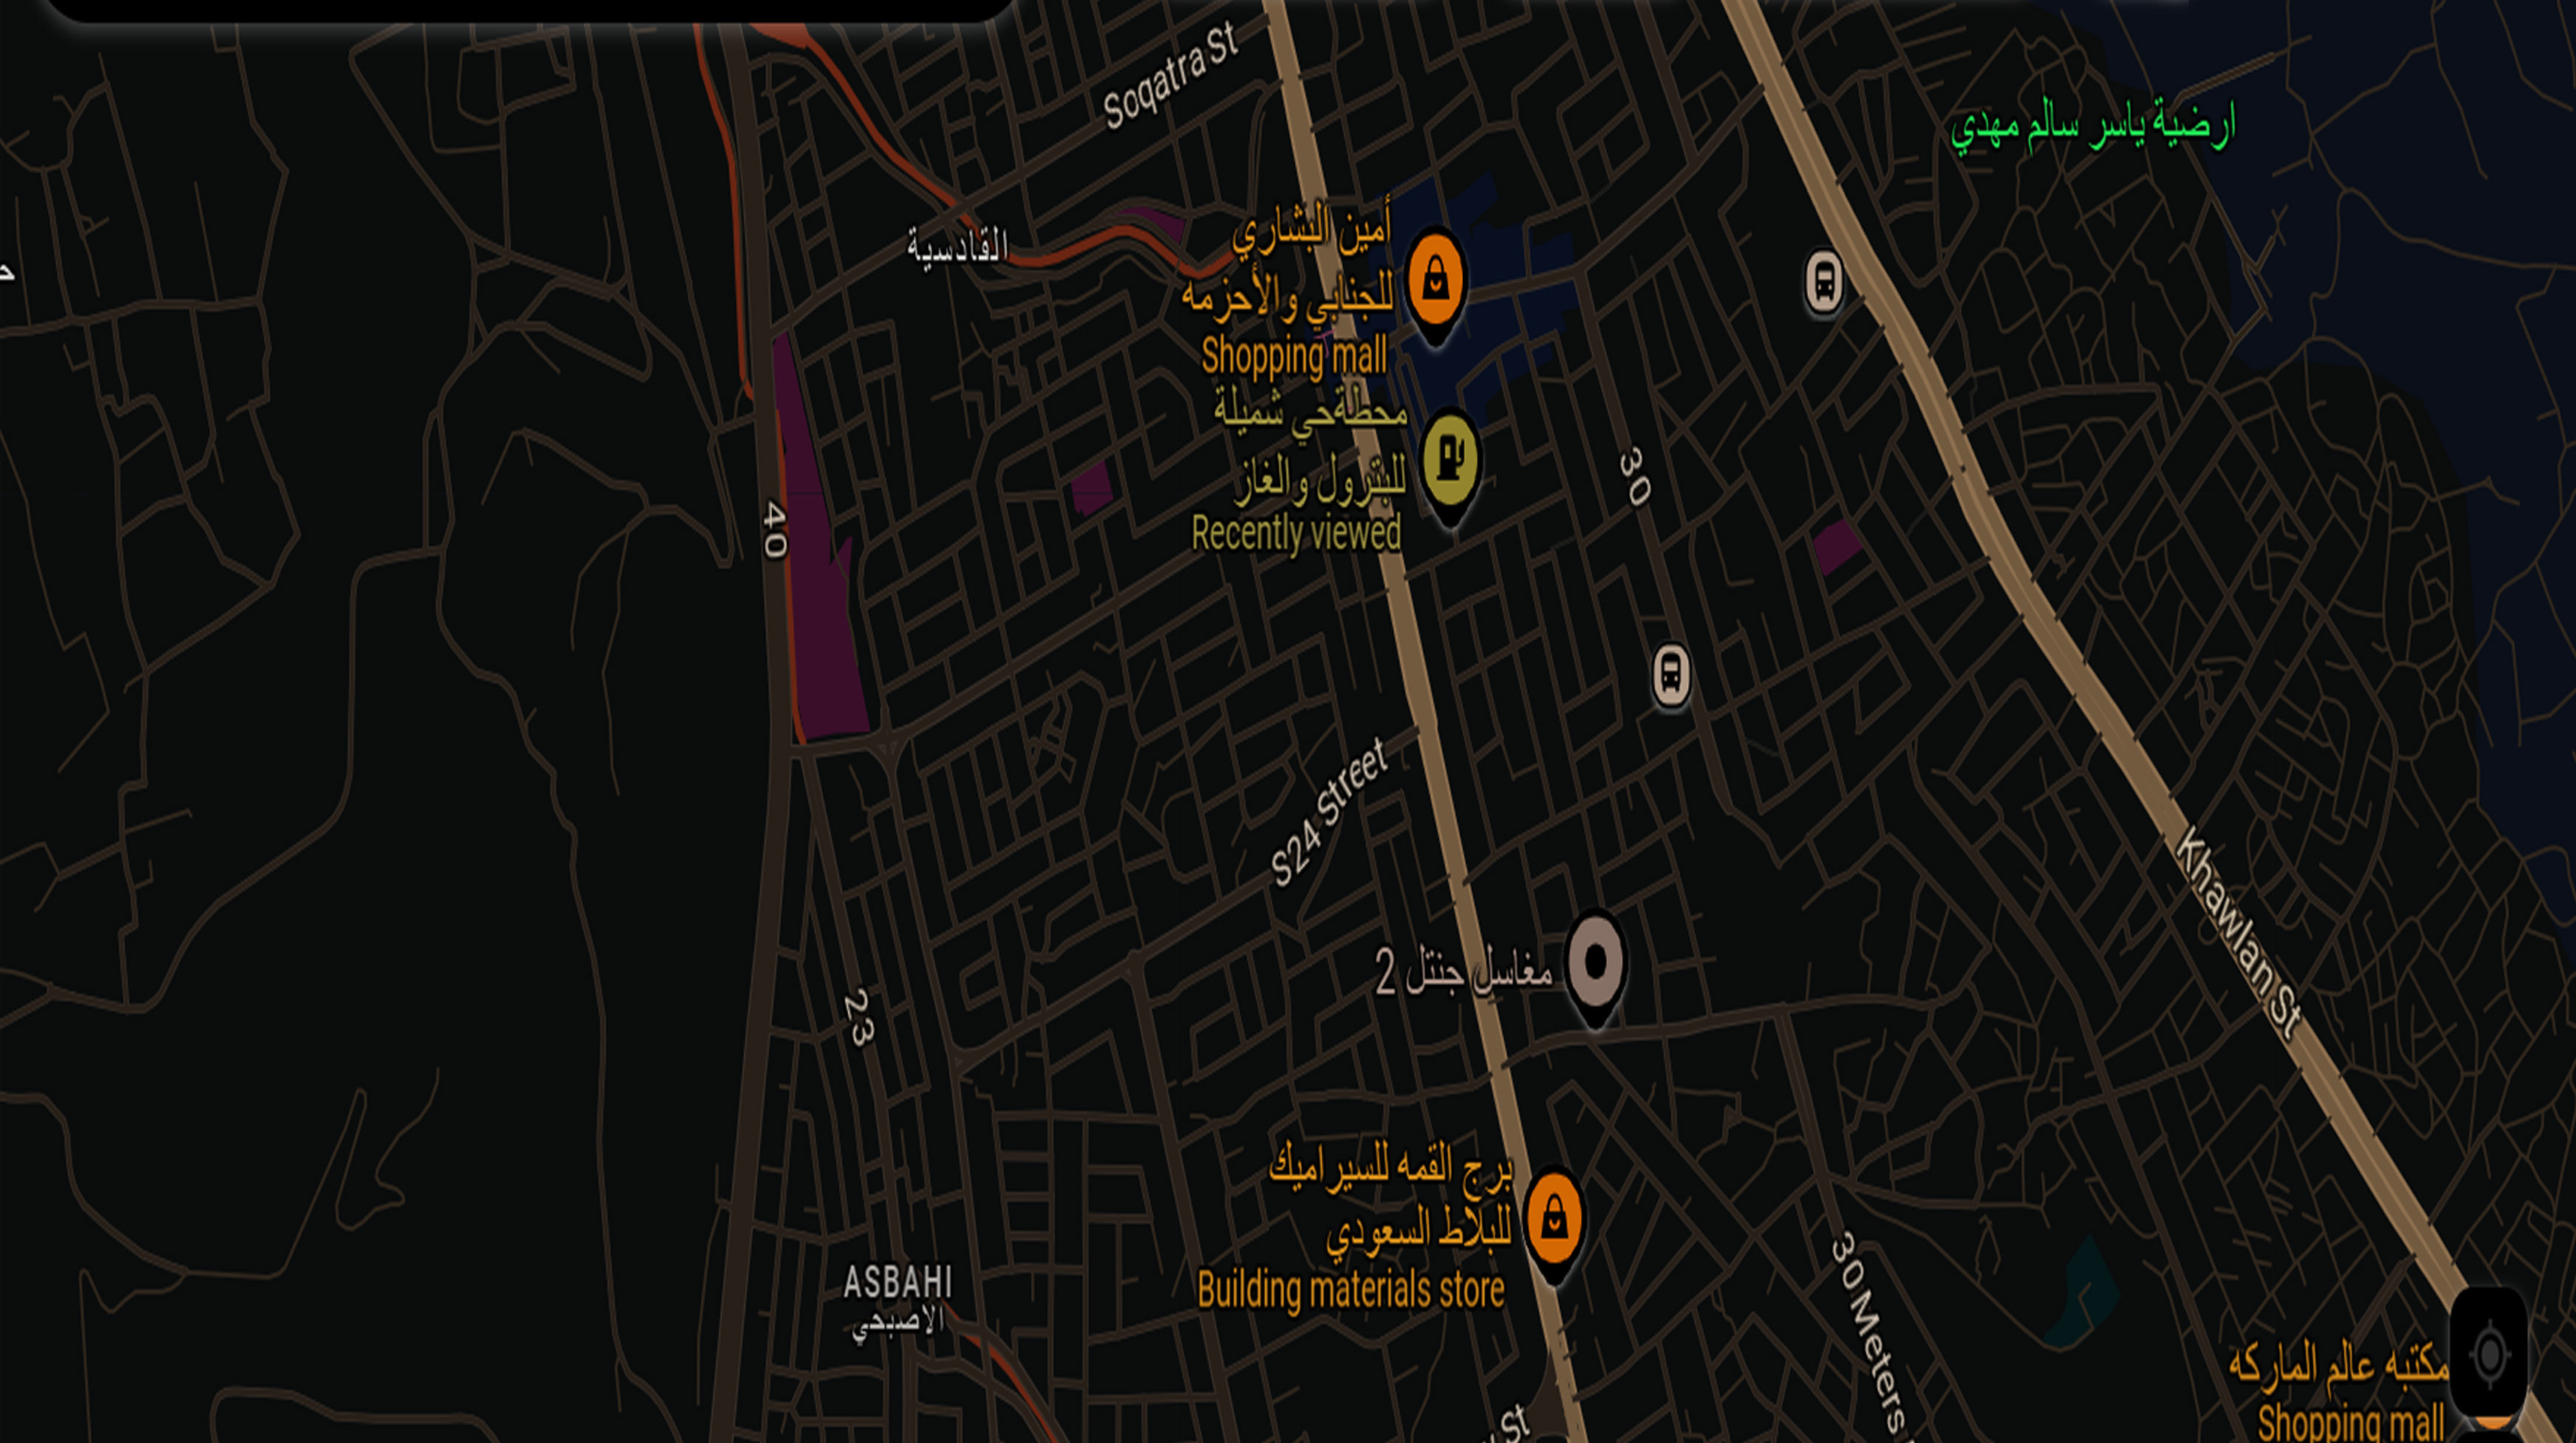 Soqatra St
ارضية ياسر سالم مهدي
القادسية
أمين البشاري
للجنابي والأحزمه
Shopping mall
محطةحي شميلة
للبترول والغاز
Recently viewed
30
40
S24 Street
Khawlan St
مغاسل جنتل 2
23
برج القمه للسيراميك
للبلاط السعودي
Building materials store
30 Meters
ASBAHI
الاصبحي
مكتبه عالم الماركه
Shopping mall
St